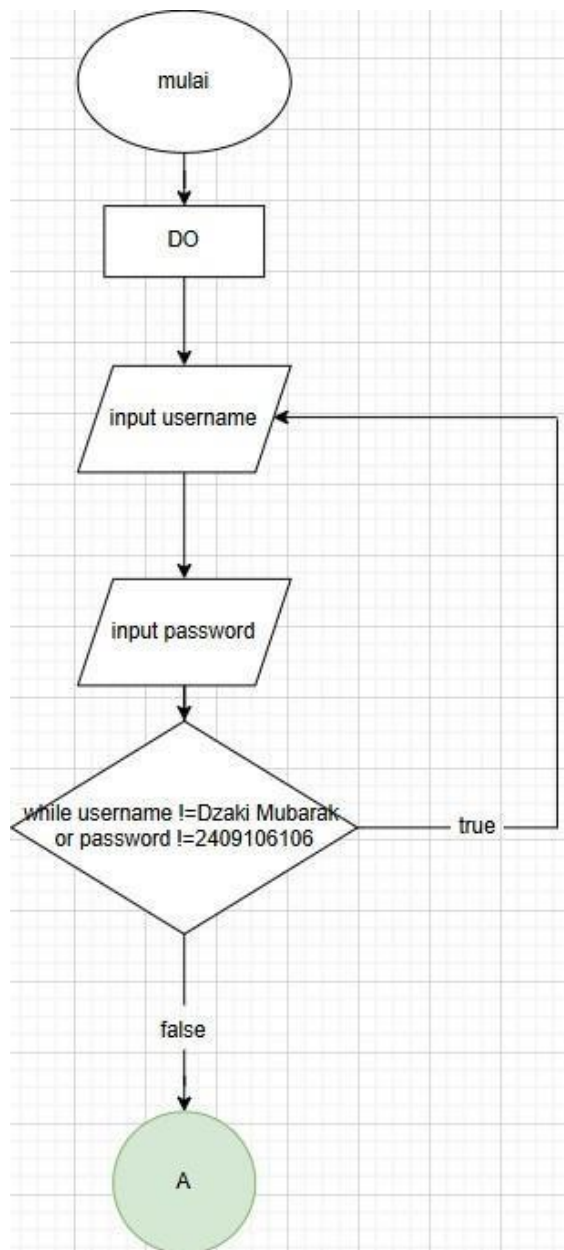 mulai
DO
input username
input password
while username !=Dzaki Mubarak
or password !=2409106106
true
false
A